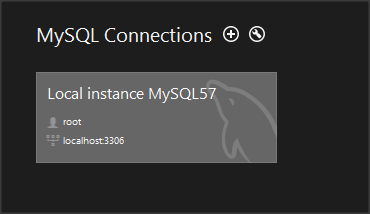 MySQL Connections
Local instance MySQL57
root
localhost:3306